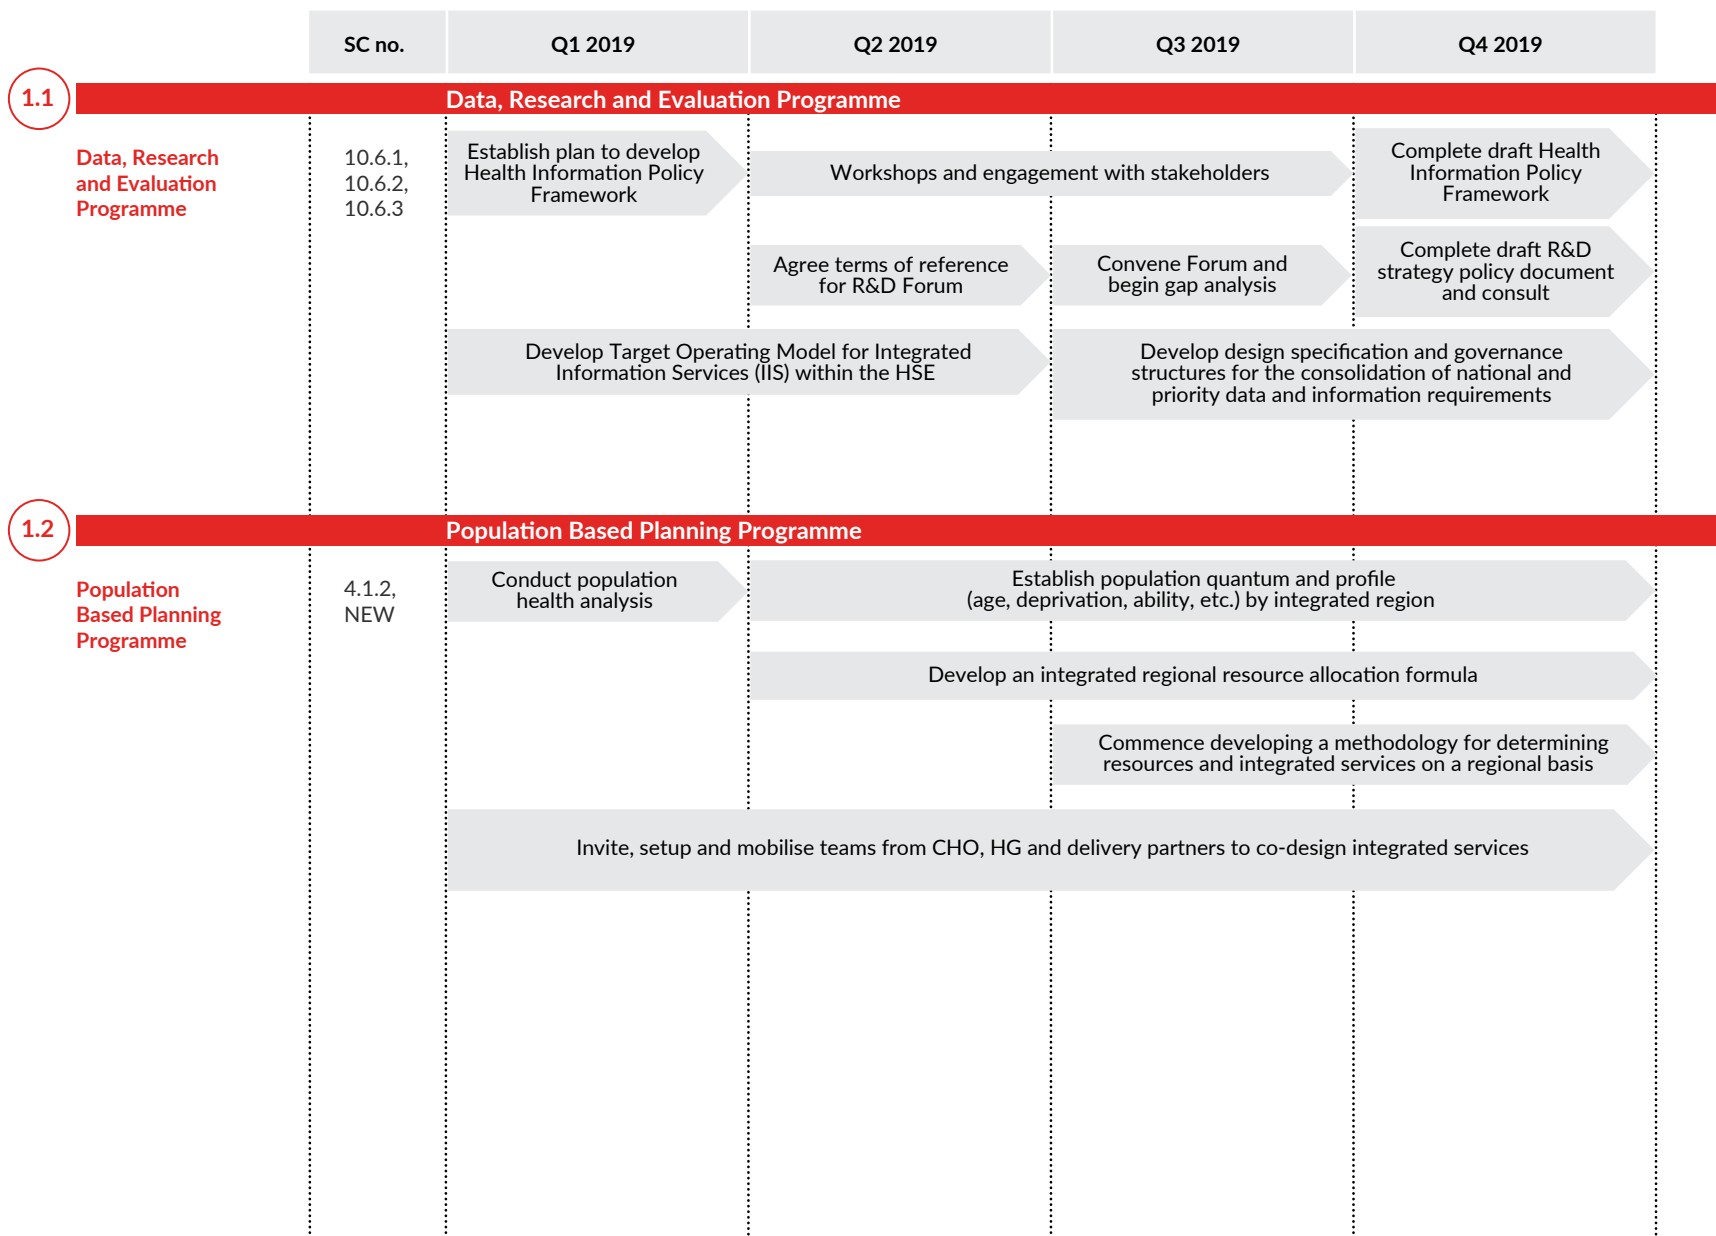 SC no.
Q1 2019
Q2 2019
Q3 2019
Q4 2019
1.1
Data, Research and Evaluation Programme
Data, Research
and Evaluation
Programme
10.6.1,
10.6.2,
10.6.3
Establish plan to develop
Health Information Policy
Framework
Workshops and engagement with stakeholders
Complete draft Health
Information Policy
Framework
Agree terms of reference
for R&D Forum
Convene Forum and
begin gap analysis
Complete draft R&D
strategy policy document
and consult
Develop Target Operating Model for Integrated
Information Services (IIS) within the HSE
Develop design specification and governance
structures for the consolidation of national and
priority data and information requirements
1.2
Population Based Planning Programme
Population
Based Planning
Programme
4.1.2,
NEW
Conduct population
health analysis
Establish population quantum and profile
(age, deprivation, ability, etc.) by integrated region
Develop an integrated regional resource allocation formula
Commence developing a methodology for determining
resources and integrated services on a regional basis
Invite, setup and mobilise teams from CHO, HG and delivery partners to co-design integrated services